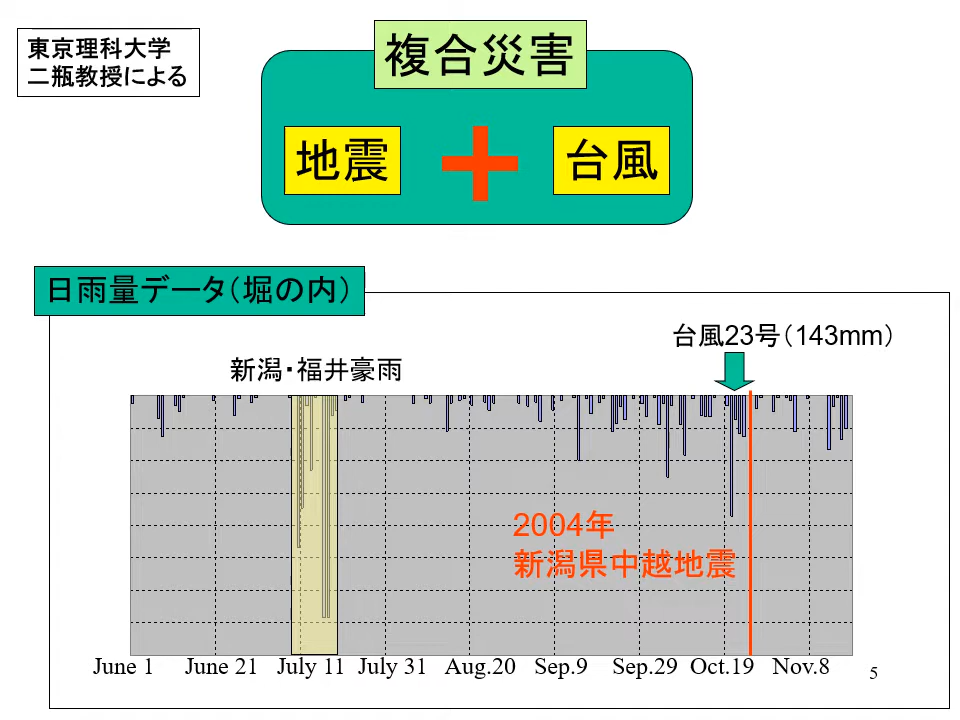 東京理科大学
二瓶教授による
複合災害
地震
台風
日雨量データ（堀の内）
台風23号（143mm）
新潟・福井豪雨
2004年
新潟県中越地震
June 1 June 21 July 11 July 31 Aug.20 Sep.9 Sep.29 Oct.19 Nov.8
5